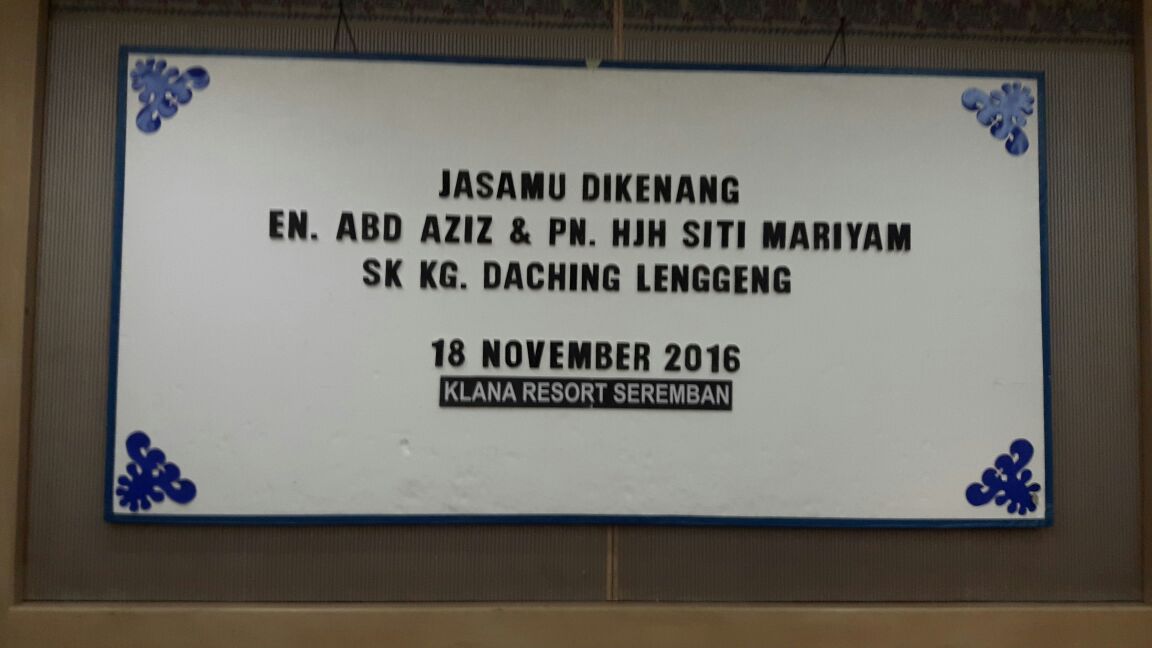 JASAMU DIKENANG
EN. ABD AZIZ & PN. HJH SITI MARIYAM
SK KG. DACHING LENGGENG
18 NOVEMBER 2016
KLANA RESORT SEREMBAN